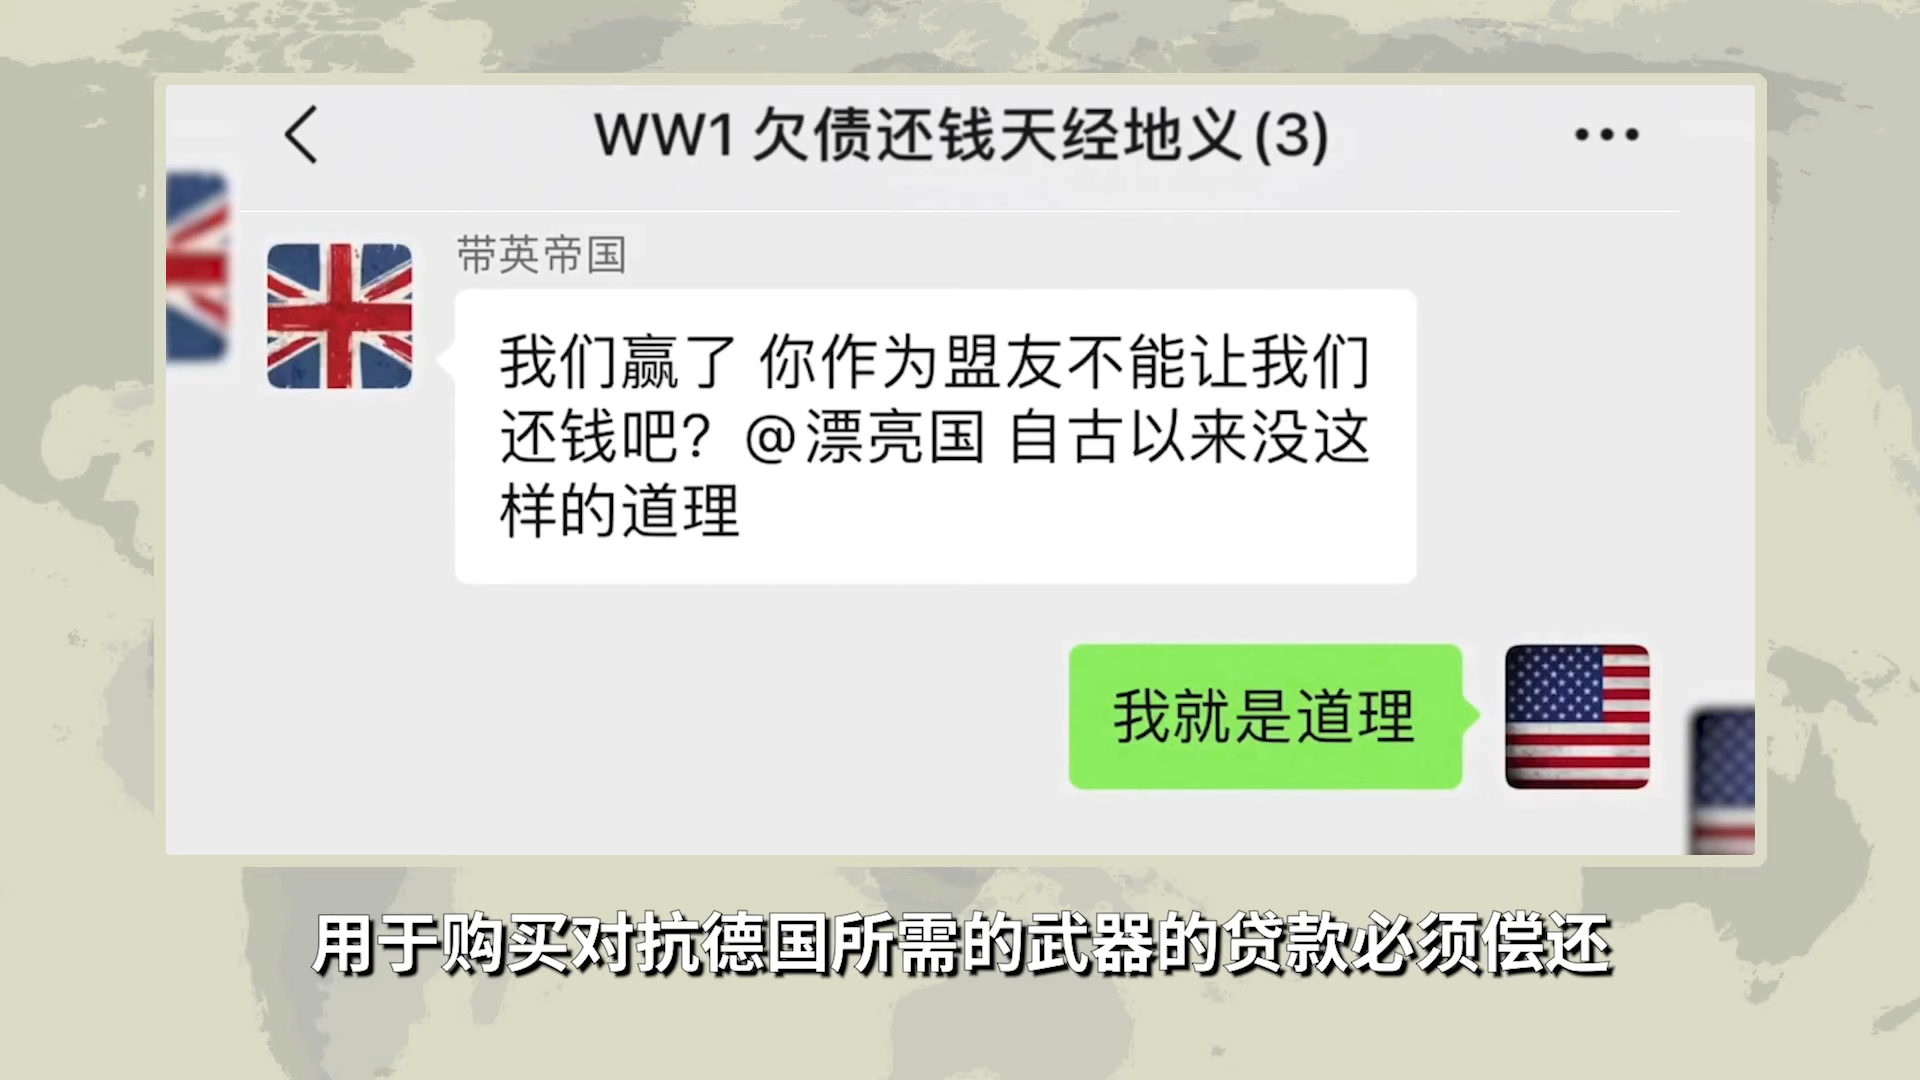 WW1 欠债还钱天经地义(3)
带英帝国
我们赢了 你作为盟友不能让我们
还钱吧？@漂亮国 自古以来没这
样的道理
我就是道理
用于购买对抗德国所需的武器的贷款必须偿还